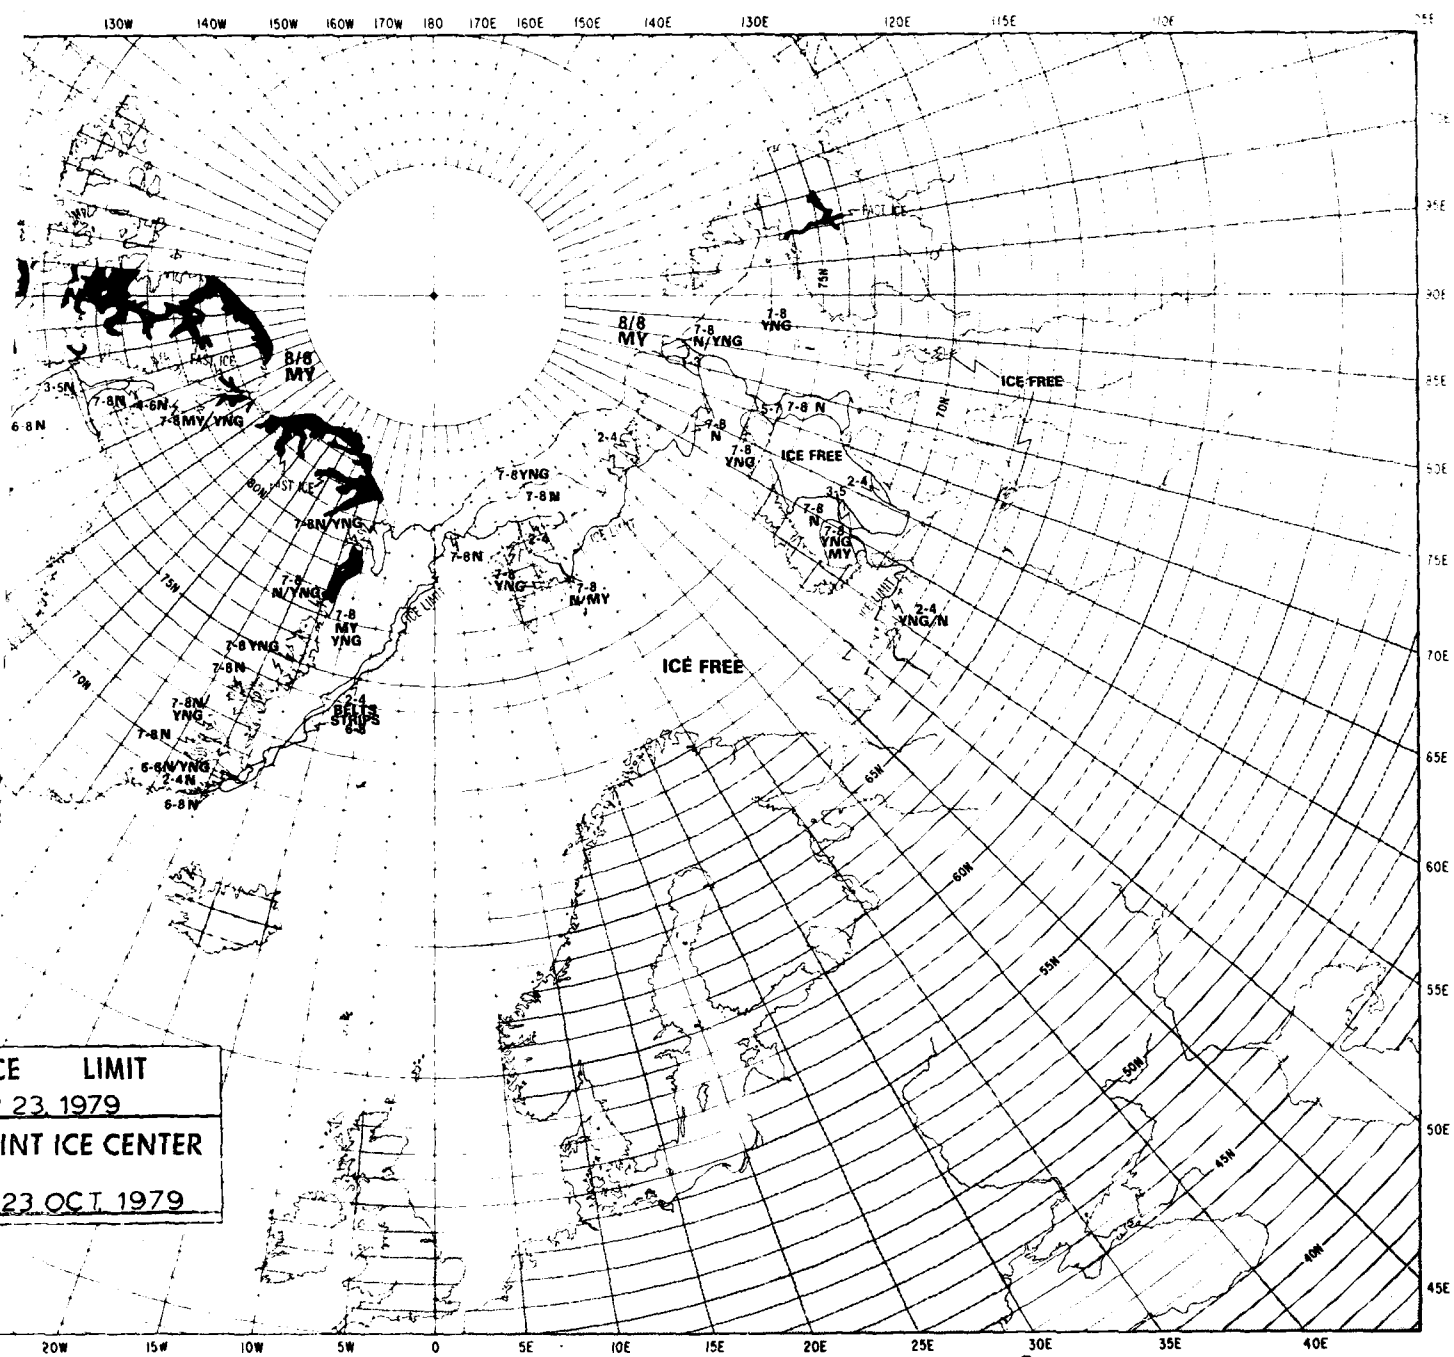 130W 140W 150W 160W 170W 180 170E 160E 150E 140E 130E 120E 115E 110E
95E
FAST ICE
75N
90E
8/8
MY
7-8
N/YNG
7-8
YNG
8/8
MY
FAST ICE
85E
ICE FREE
3-5N
7-8N
4-6N
7-8MY/YNG
6-8N
5-7
7-8 N
70N
7-8
N
2-4
7-8
YNG
ICE FREE
80E
7-8YNG
7-8N
80N
2-4
3-5
7-8
N
7-8
YNG
MY
7-8N/YNG
2-4
ICE LIMIT
7-8N
75E
75N
7-8
N/YNG
7-8
YNG
7-8
N/MY
ICE LIMIT
ICE LIMIT
7-8
MY
YNG
2-4
YNG/N
7-8YNG
7-8N
ICE FREE
70E
70N
7-8N/
YNG
2-4
BELTS
STRIPS
6-8
7-8N
65E
6-8N/YNG
2-4N
6-8N
65N
60N
60E
55N
55E
50N
50E
45N
40N
45E
CE LIMIT
23, 1979
INT ICE CENTER
23 OCT. 1979
20W 15W 10W 5W 0 5E 10E 15E 20E 25E 30E 35E 40E